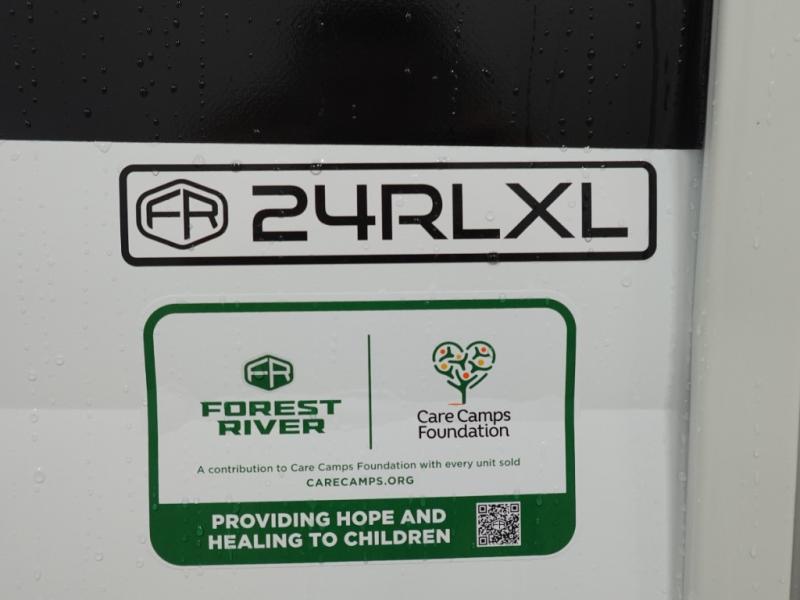 FR 24RLXL
FR
FOREST
RIVER
Care Camps
Foundation
A contribution to Care Camps Foundation with every unit sold
CARECAMPS.ORG
PROVIDING HOPE AND
HEALING TO CHILDREN
FR